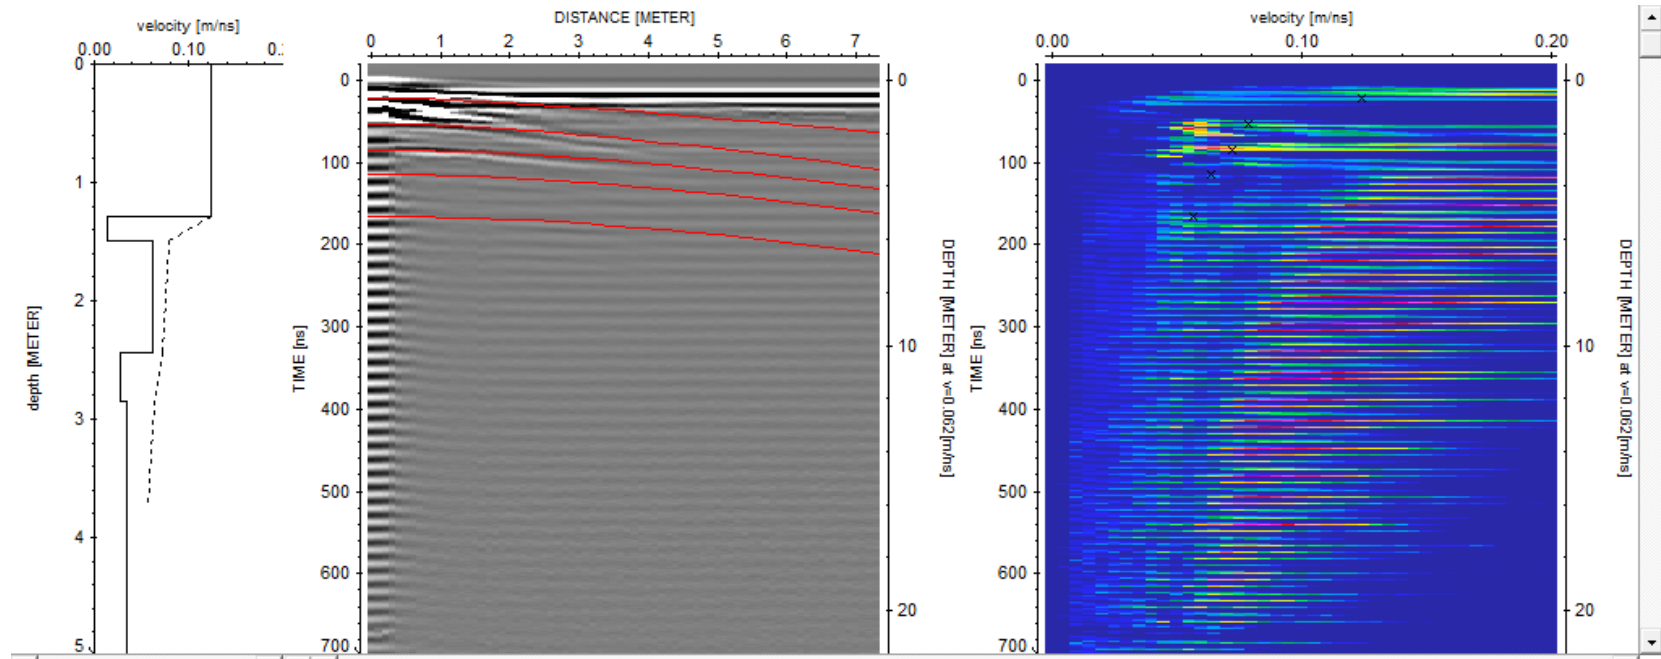 velocity [m/ns]
0.00 0.10 0.:
0
1
2
3
4
5
depth [METER]
DISTANCE [METER]
0 1 2 3 4 5 6 7
0
100
200
300
400
500
600
700
TIME [ns]
0
10
20
DEPTH [METER] at v=0.062[m/ns]
velocity [m/ns]
0.00 0.10 0.20
0
100
200
300
400
500
600
700
TIME [ns]
0
10
20
DEPTH [METER] at v=0.062[m/ns]